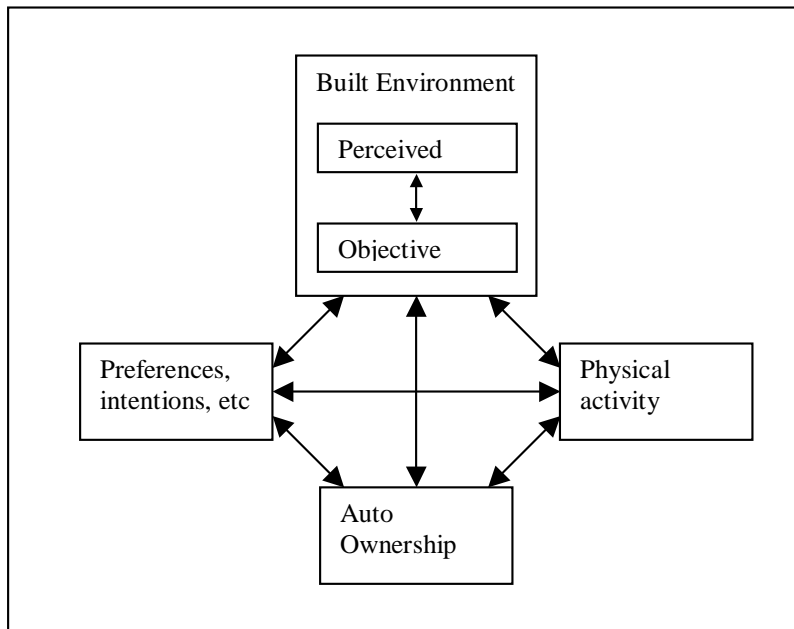 Built Environment
Perceived
Objective
Preferences,
intentions, etc
Physical
activity
Auto
Ownership